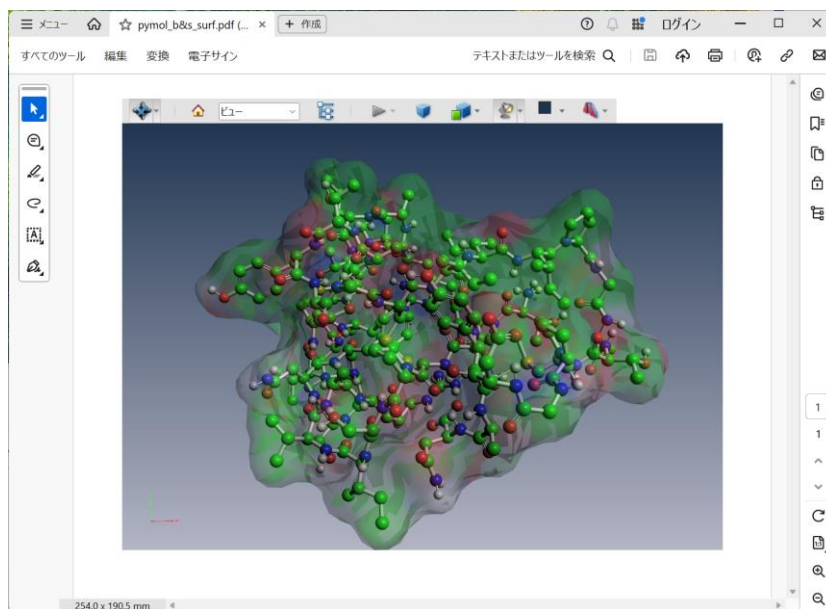 メニュー pymol_b&s_surf.pdf (... × + 作成 ログイン
すべてのツール 編集 変換 電子サイン テキストまたはツールを検索
ビュー
1
1
254.0 x 190.5 mm